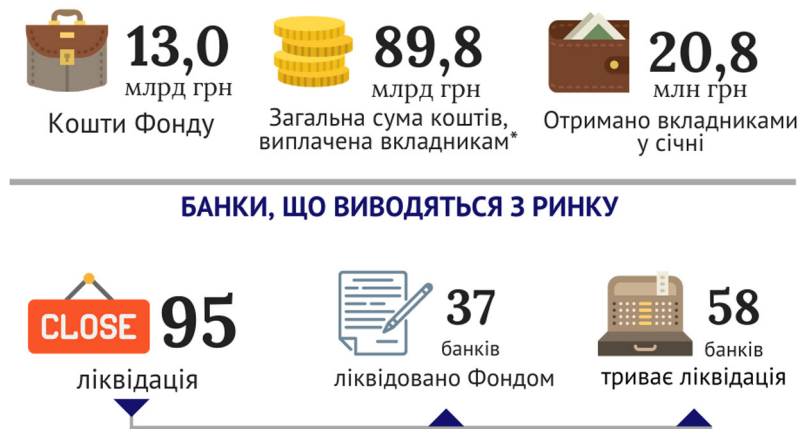 13,0
млрд грн
Кошти Фонду
89,8
млрд грн
Загальна сума коштів,
виплачена вкладникам*
20,8
млн грн
Отримано вкладниками
у січні
БАНКИ, ЩО ВИВОДЯТЬСЯ З РИНКУ
CLOSE
95
ліквідація
37
банків
ліквідовано Фондом
58
банків
триває ліквідація